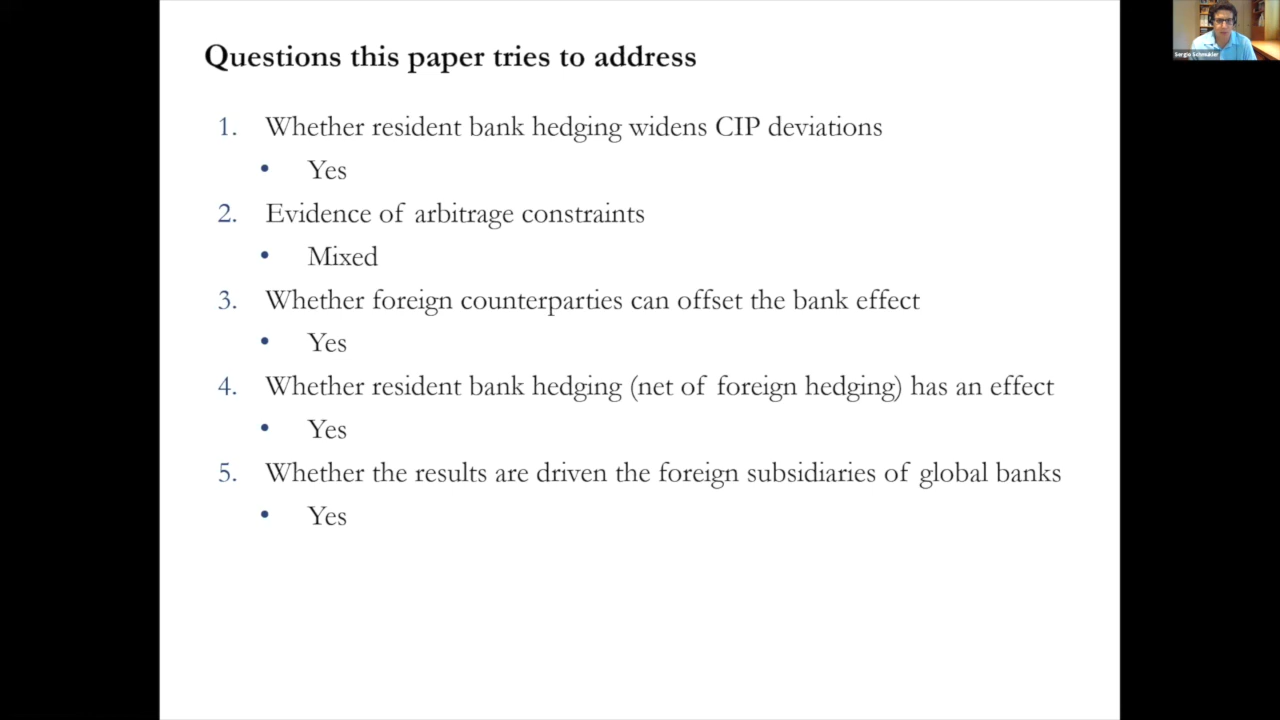 Questions this paper tries to address
1. Whether resident bank hedging widens CIP deviations
• Yes
2. Evidence of arbitrage constraints
• Mixed
3. Whether foreign counterparties can offset the bank effect
• Yes
4. Whether resident bank hedging (net of foreign hedging) has an effect
• Yes
5. Whether the results are driven the foreign subsidiaries of global banks
• Yes
Sergio Schmukler